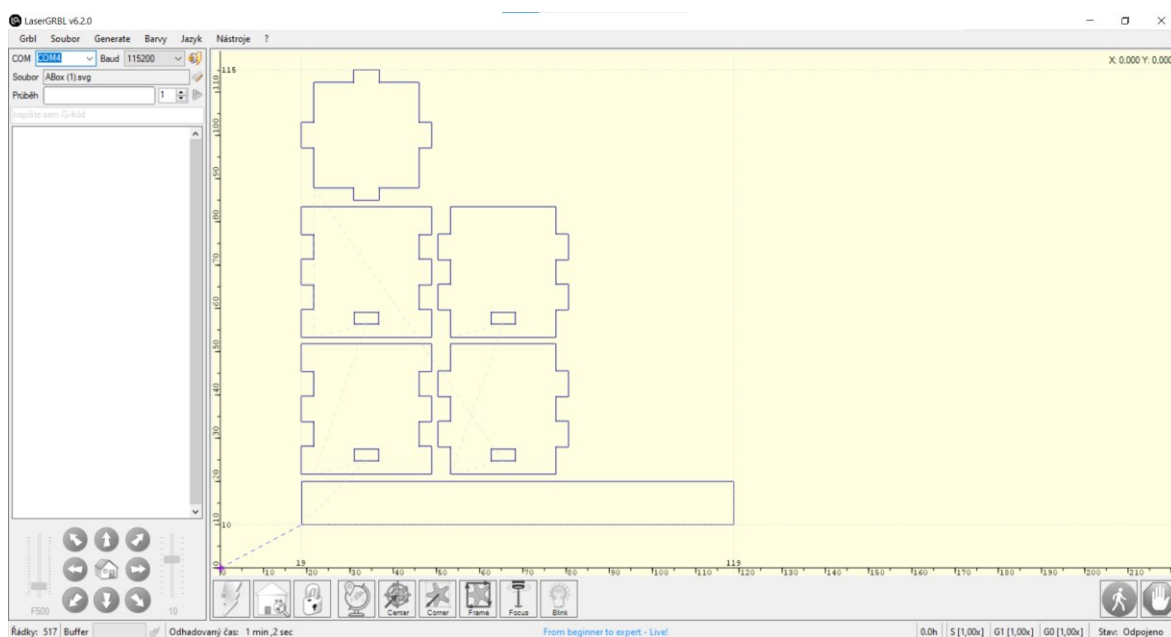 LaserGRBL v6.2.0
Grbl Soubor Generate Barvy Jazyk Nástroje ?
COM COM4 Baud 115200
Soubor ABox (1).svg
Průběh 1
napište sem G-kód
X: 0,000 Y: 0,000
115
110
100
90
80
70
60
50
40
30
20
10
0
19 119
0 10 20 30 40 50 60 70 80 90 100 110 120 130 140 150 160 170 180 190 200 210
F500 10
Center Corner Frame Focus Blink
Řádky: 517 Buffer Odhadovaný čas: 1 min ,2 sec From beginner to expert - Live! 0.0h S [1,00x] G1 [1,00x] G0 [1,00x] Stav: Odpojeno